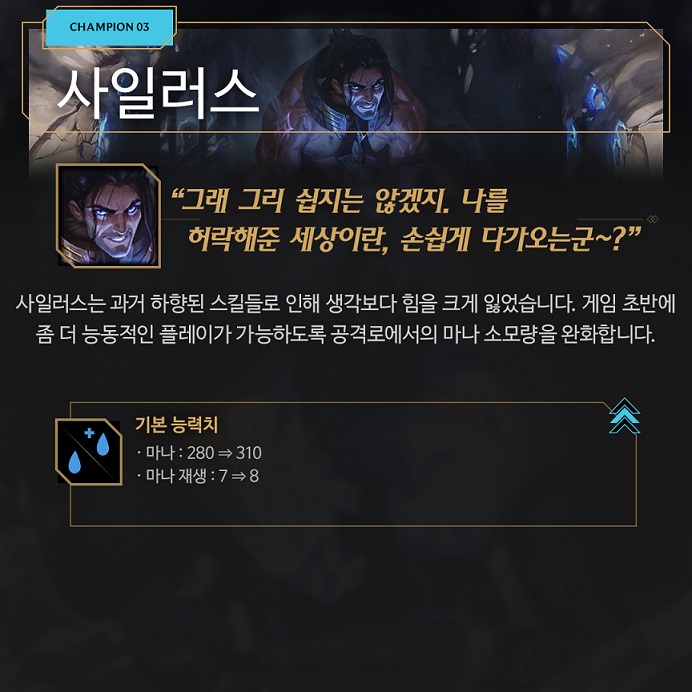 CHAMPION 03
사일러스
“그래 그리 쉽지는 않겠지. 나를
허락해준 세상이란, 손쉽게 다가오는군~?”
사일러스는 과거 하향된 스킬들로 인해 생각보다 힘을 크게 잃었습니다. 게임 초반에
좀 더 능동적인 플레이가 가능하도록 공격로에서의 마나 소모량을 완화합니다.
기본 능력치
· 마나 : 280 ⇒ 310
· 마나 재생 : 7 ⇒ 8